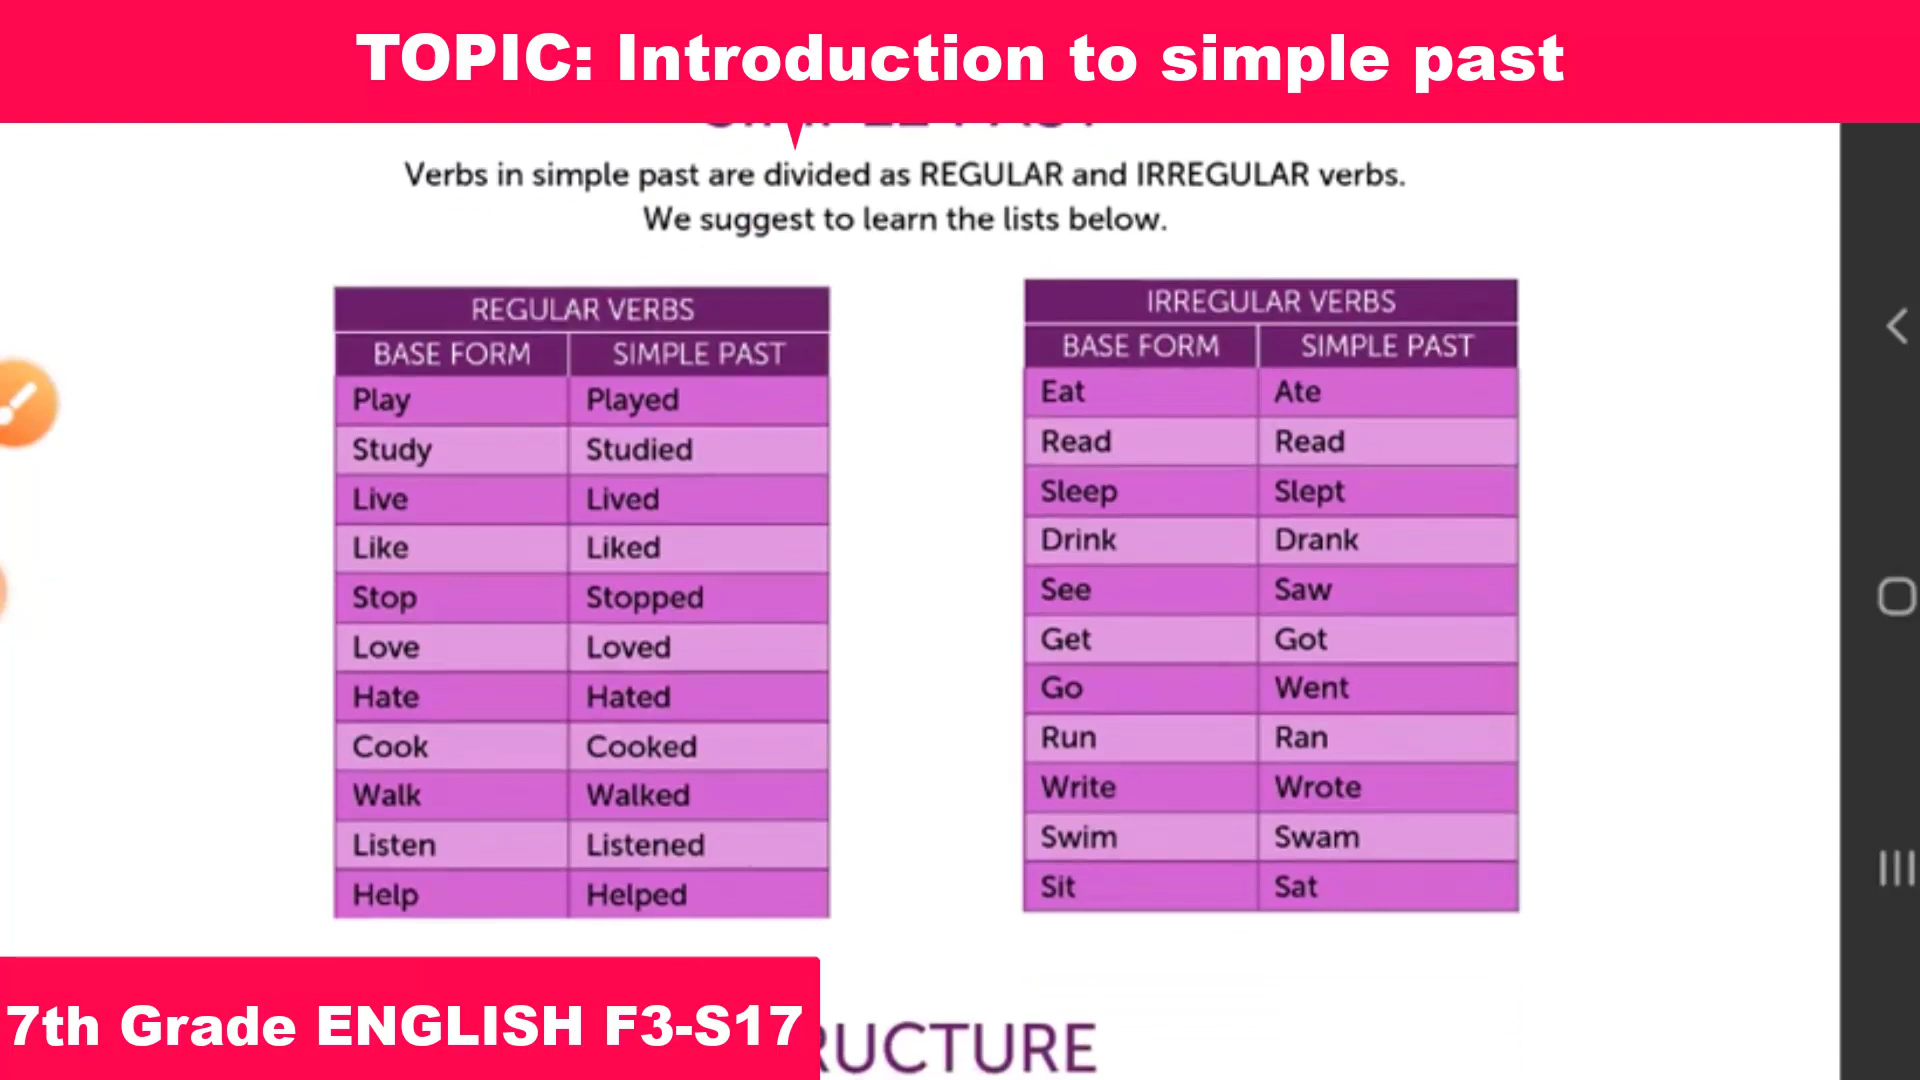 TOPIC: Introduction to simple past
Verbs in simple past are divided as REGULAR and IRREGULAR verbs.
We suggest to learn the lists below.
REGULAR VERBS
BASE FORM SIMPLE PAST
Play Played
Study Studied
Live Lived
Like Liked
Stop Stopped
Love Loved
Hate Hated
Cook Cooked
Walk Walked
Listen Listened
Help Helped
IRREGULAR VERBS
BASE FORM SIMPLE PAST
Eat Ate
Read Read
Sleep Slept
Drink Drank
See Saw
Get Got
Go Went
Run Ran
Write Wrote
Swim Swam
Sit Sat
7th Grade ENGLISH F3-S17
RUCTURE